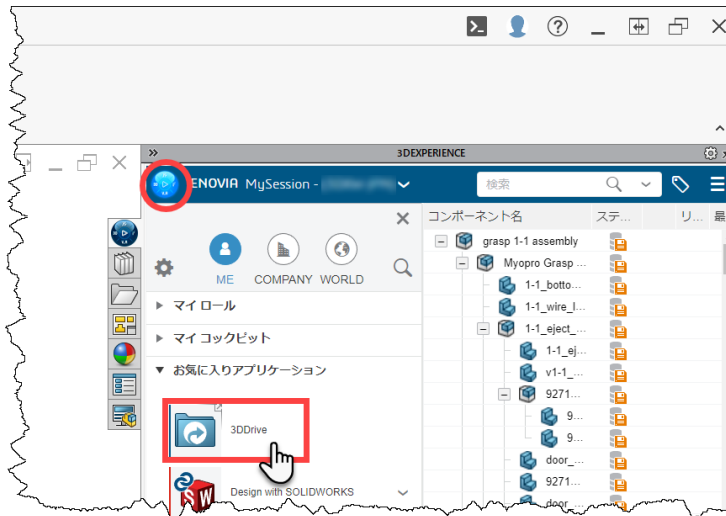 3DEXPERIENCE
ENOVIA MySession -
検索
コンポーネント名 ステ... リ... 最
ME COMPANY WORLD
マイ ロール
マイ コックピット
お気に入りアプリケーション
3DDrive
Design with SOLIDWORKS
grasp 1-1 assembly
Myopro Grasp ...
1-1_botto...
1-1_wire_l...
1-1_eject_...
1-1_ej...
v1-1_...
9271...
9...
9...
door_...
9271...
door_...